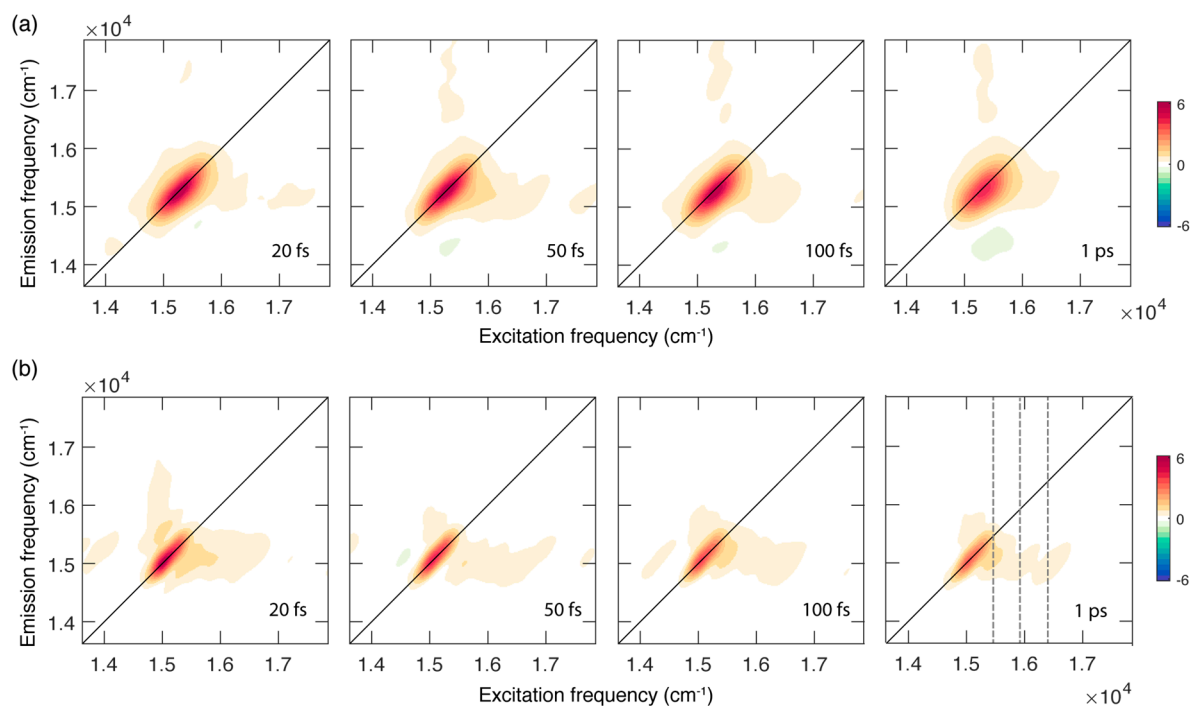 (a)
×10⁴
Emission frequency (cm⁻¹)
1.7
1.6
1.5
1.4
20 fs
50 fs
100 fs
1 ps
1.4 1.5 1.6 1.7
1.4 1.5 1.6 1.7
1.4 1.5 1.6 1.7
1.4 1.5 1.6 1.7
×10⁴
Excitation frequency (cm⁻¹)
6
0
-6
(b)
×10⁴
Emission frequency (cm⁻¹)
1.7
1.6
1.5
1.4
20 fs
50 fs
100 fs
1 ps
1.4 1.5 1.6 1.7
1.4 1.5 1.6 1.7
1.4 1.5 1.6 1.7
1.4 1.5 1.6 1.7
×10⁴
Excitation frequency (cm⁻¹)
6
0
-6